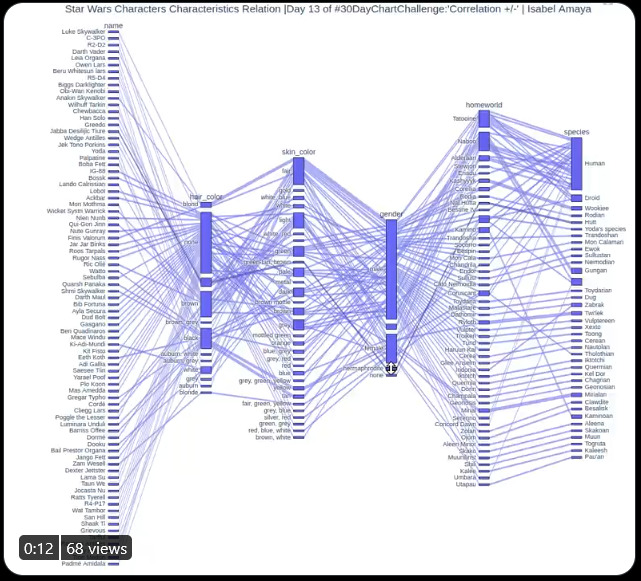 Star Wars Characters Characteristics Relation |Day 13 of #30DayChartChallenge:'Correlation +/-' | Isabel Amaya
name
Luke Skywalker
C-3PO
R2-D2
Darth Vader
Leia Organa
Owen Lars
Beru Whitesun lars
R5-D4
Biggs Darklighter
Obi-Wan Kenobi
Anakin Skywalker
Wilhuff Tarkin
Chewbacca
Han Solo
Greedo
Jabba Desilijic Tiure
Wedge Antilles
Jek Tono Porkins
Yoda
Palpatine
Boba Fett
IG-88
Bossk
Lando Calrissian
Lobot
Ackbar
Mon Mothma
Wicket Systri Warrick
Nien Nunb
Qui-Gon Jinn
Nute Gunray
Finis Valorum
Jar Jar Binks
Roos Tarpals
Rugor Nass
Ric Olié
Watto
Sebulba
Quarsh Panaka
Shmi Skywalker
Darth Maul
Bib Fortuna
Ayla Secura
Dud Bolt
Gasgano
Ben Quadinaros
Mace Windu
Ki-Adi-Mundi
Kit Fisto
Eeth Koth
Adi Gallia
Saesee Tiin
Yarael Poof
Plo Koon
Mas Amedda
Gregar Typho
Cordé
Cliegg Lars
Poggle the Lesser
Luminara Unduli
Barriss Offee
Dormé
Dooku
Bail Prestor Organa
Jango Fett
Zam Wesell
Dexter Jettster
Lama Su
Taun We
Jocasta Nu
Ratts Tyerell
R4-P17
Wat Tambor
San Hill
Shaak Ti
Grievous
Padmé Amidala
hair_color
blond
none
brown
brown, grey
black
auburn, white
auburn, grey
white
grey
auburn
blonde
skin_color
fair
gold
white, blue
white
light
white, red
green-tan, brown
pale
metal
brown mottle
grey
mottled green
orange
blue, grey
grey, red
red
blue
grey, green, yellow
yellow
tan
fair, green, yellow
grey, blue
silver, red
green, grey
red, blue, white
brown, white
gender
male
female
hermaphrodite
none
homeworld
Tatooine
Naboo
Alderaan
Stewjon
Eriadu
Kashyyyk
Corellia
Rodia
Nal Hutta
Bestine IV
Kamino
Trandosha
Socorro
Bespin
Mon Cala
Chandrila
Endor
Sullust
Cato Neimoidia
Coruscant
Toydaria
Malastare
Dathomir
Ryloth
Vulpter
Troiken
Tund
Haruun Kal
Cerea
Glee Anselm
Iridonia
Iktotch
Quermia
Dorin
Champala
Geonosis
Mirial
Serenno
Concord Dawn
Zolan
Ojom
Aleen Minor
Skako
Muunilinst
Shili
Kalee
Umbara
Utapau
species
Human
Droid
Wookiee
Rodian
Hutt
Yoda's species
Trandoshan
Mon Calamari
Ewok
Sullustan
Neimodian
Gungan
Toydarian
Dug
Zabrak
Twi'lek
Vulptereen
Xexto
Toong
Cerean
Nautolan
Tholothian
Iktotchi
Quermian
Kel Dor
Chagrian
Geonosian
Mirialan
Clawdite
Besalisk
Kaminoan
Aleena
Skakoan
Muun
Togruta
Kaleesh
Pau'an
0:12
68 views